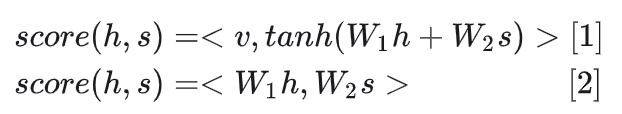 score(h, s) =< v, tanh(W₁h + W₂s) > [1]
score(h, s) =< W₁h, W₂s > [2]